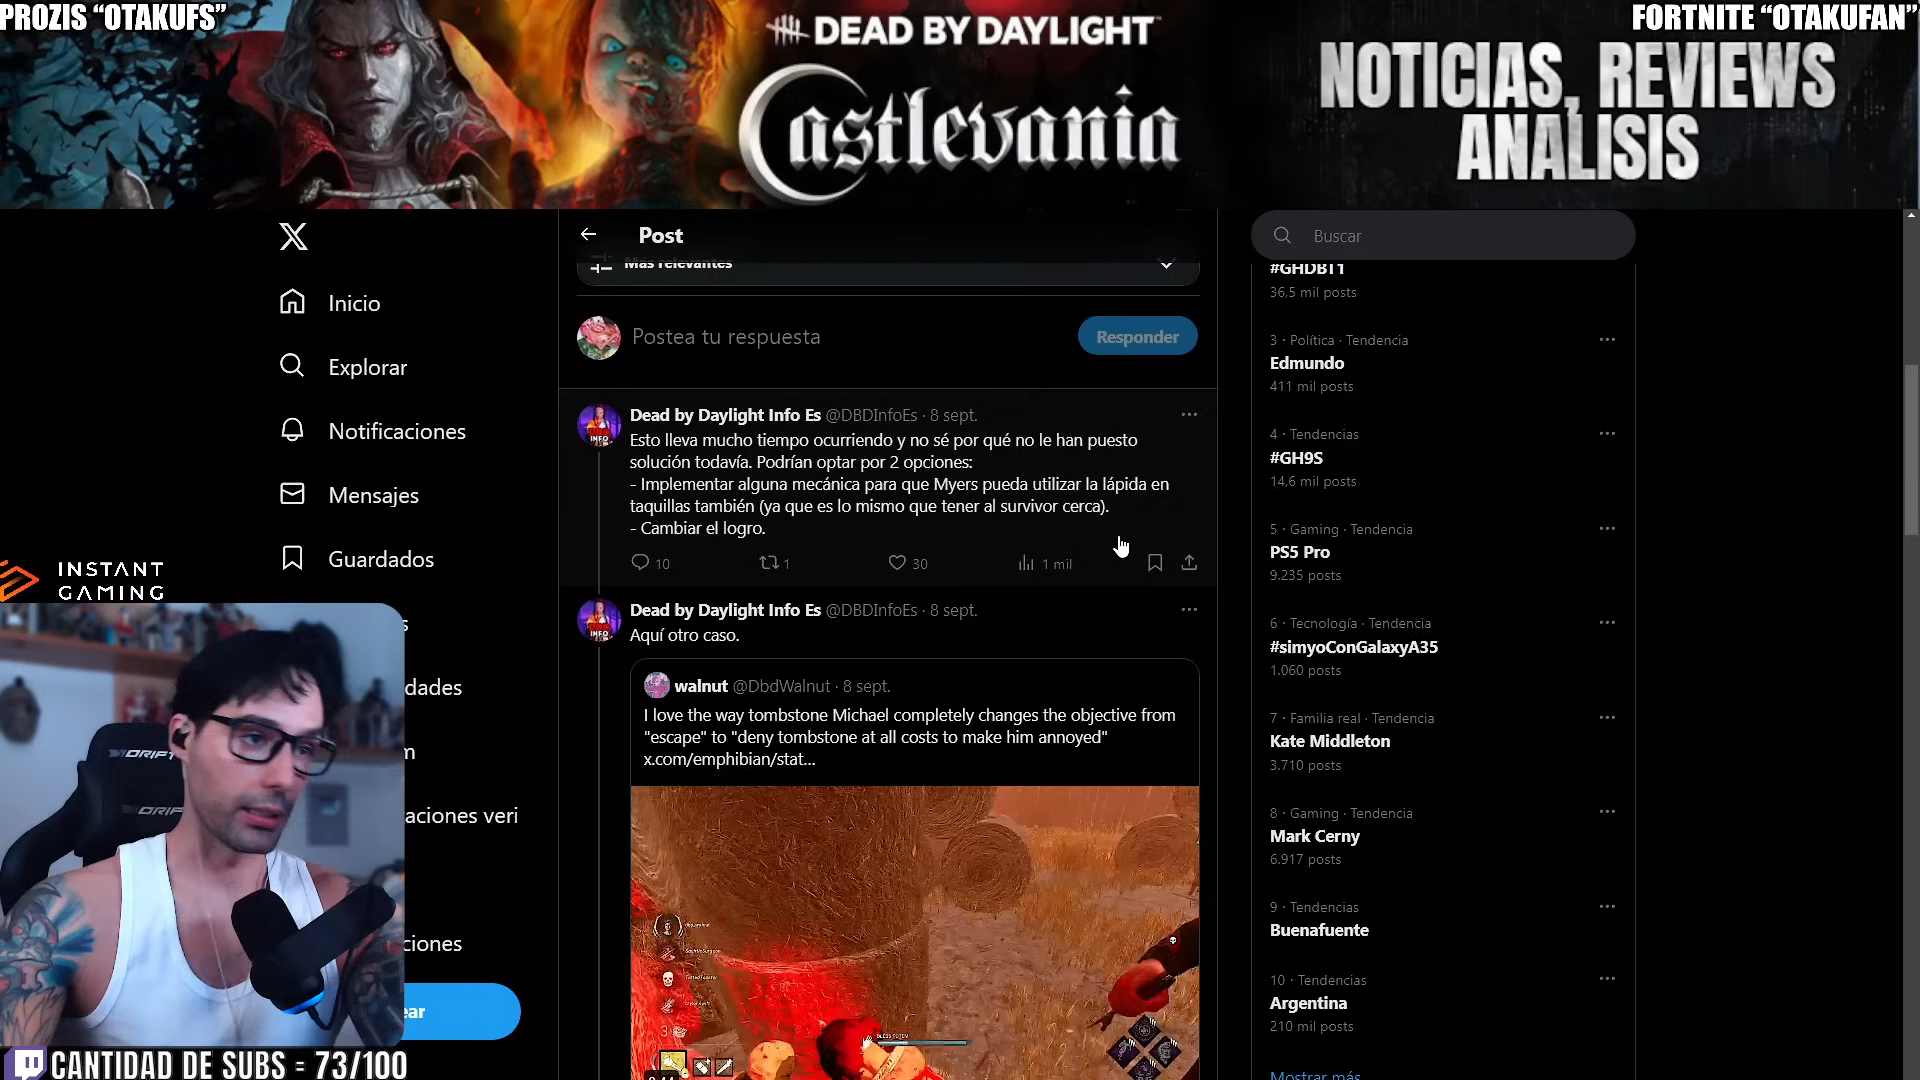 PROZIS “OTAKUFS”
DEAD BY DAYLIGHT
Castlevania
NOTICIAS, REVIEWS
ANALISIS
FORTNITE “OTAKUFAN”
Post
Más relevantes
Postea tu respuesta
Responder
Inicio
Explorar
Notificaciones
Mensajes
Guardados
dades
aciones veri
ciones
ear
INSTANT
GAMING
DRIFT
CANTIDAD DE SUBS = 73/100
Dead by Daylight Info Es @DBDInfoEs · 8 sept.
Esto lleva mucho tiempo ocurriendo y no sé por qué no le han puesto
solución todavía. Podrían optar por 2 opciones:
- Implementar alguna mecánica para que Myers pueda utilizar la lápida en
taquillas también (ya que es lo mismo que tener al survivor cerca).
- Cambiar el logro.
10 1 30 1 mil
Dead by Daylight Info Es @DBDInfoEs · 8 sept.
Aquí otro caso.
walnut @DbdWalnut · 8 sept.
I love the way tombstone Michael completely changes the objective from
"escape" to "deny tombstone at all costs to make him annoyed"
x.com/emphibian/stat...
BLESS TOTEM
Buscar
#GHDBT1
36,5 mil posts
3 · Política · Tendencia
Edmundo
411 mil posts
4 · Tendencias
#GH9S
14,6 mil posts
5 · Gaming · Tendencia
PS5 Pro
9.235 posts
6 · Tecnología · Tendencia
#simyoConGalaxyA35
1.060 posts
7 · Familia real · Tendencia
Kate Middleton
3.710 posts
8 · Gaming · Tendencia
Mark Cerny
6.917 posts
9 · Tendencias
Buenafuente
10 · Tendencias
Argentina
210 mil posts
Mostrar más